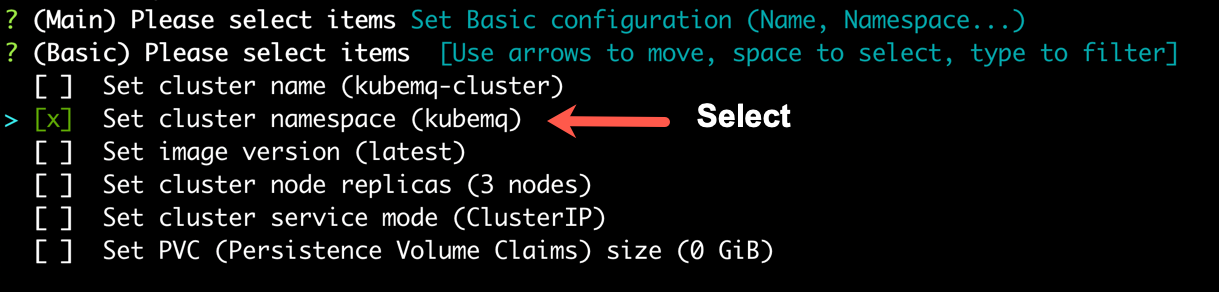 ? (Main) Please select items Set Basic configuration (Name, Namespace...)
? (Basic) Please select items  [Use arrows to move, space to select, type to filter]
  [ ]  Set cluster name (kubemq-cluster)
> [x]  Set cluster namespace (kubemq) Select
  [ ]  Set image version (latest)
  [ ]  Set cluster node replicas (3 nodes)
  [ ]  Set cluster service mode (ClusterIP)
  [ ]  Set PVC (Persistence Volume Claims) size (0 GiB)